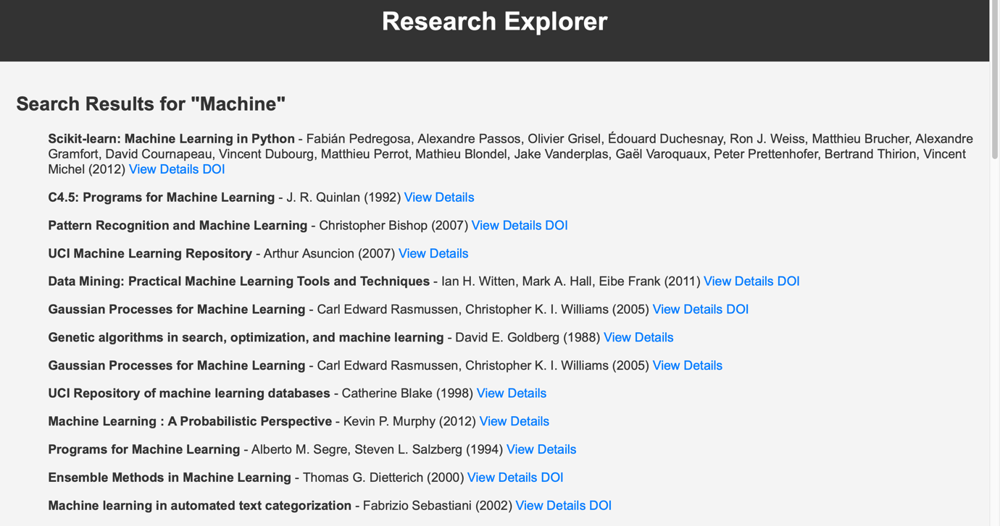 Research Explorer
Search Results for "Machine"
Scikit-learn: Machine Learning in Python - Fabián Pedregosa, Alexandre Passos, Olivier Grisel, Édouard Duchesnay, Ron J. Weiss, Matthieu Brucher, Alexandre
Gramfort, David Cournapeau, Vincent Dubourg, Matthieu Perrot, Mathieu Blondel, Jake Vanderplas, Gaël Varoquaux, Peter Prettenhofer, Bertrand Thirion, Vincent
Michel (2012) View Details DOI
C4.5: Programs for Machine Learning - J. R. Quinlan (1992) View Details
Pattern Recognition and Machine Learning - Christopher Bishop (2007) View Details DOI
UCI Machine Learning Repository - Arthur Asuncion (2007) View Details
Data Mining: Practical Machine Learning Tools and Techniques - Ian H. Witten, Mark A. Hall, Eibe Frank (2011) View Details DOI
Gaussian Processes for Machine Learning - Carl Edward Rasmussen, Christopher K. I. Williams (2005) View Details DOI
Genetic algorithms in search, optimization, and machine learning - David E. Goldberg (1988) View Details
Gaussian Processes for Machine Learning - Carl Edward Rasmussen, Christopher K. I. Williams (2005) View Details
UCI Repository of machine learning databases - Catherine Blake (1998) View Details
Machine Learning : A Probabilistic Perspective - Kevin P. Murphy (2012) View Details
Programs for Machine Learning - Alberto M. Segre, Steven L. Salzberg (1994) View Details
Ensemble Methods in Machine Learning - Thomas G. Dietterich (2000) View Details DOI
Machine learning in automated text categorization - Fabrizio Sebastiani (2002) View Details DOI